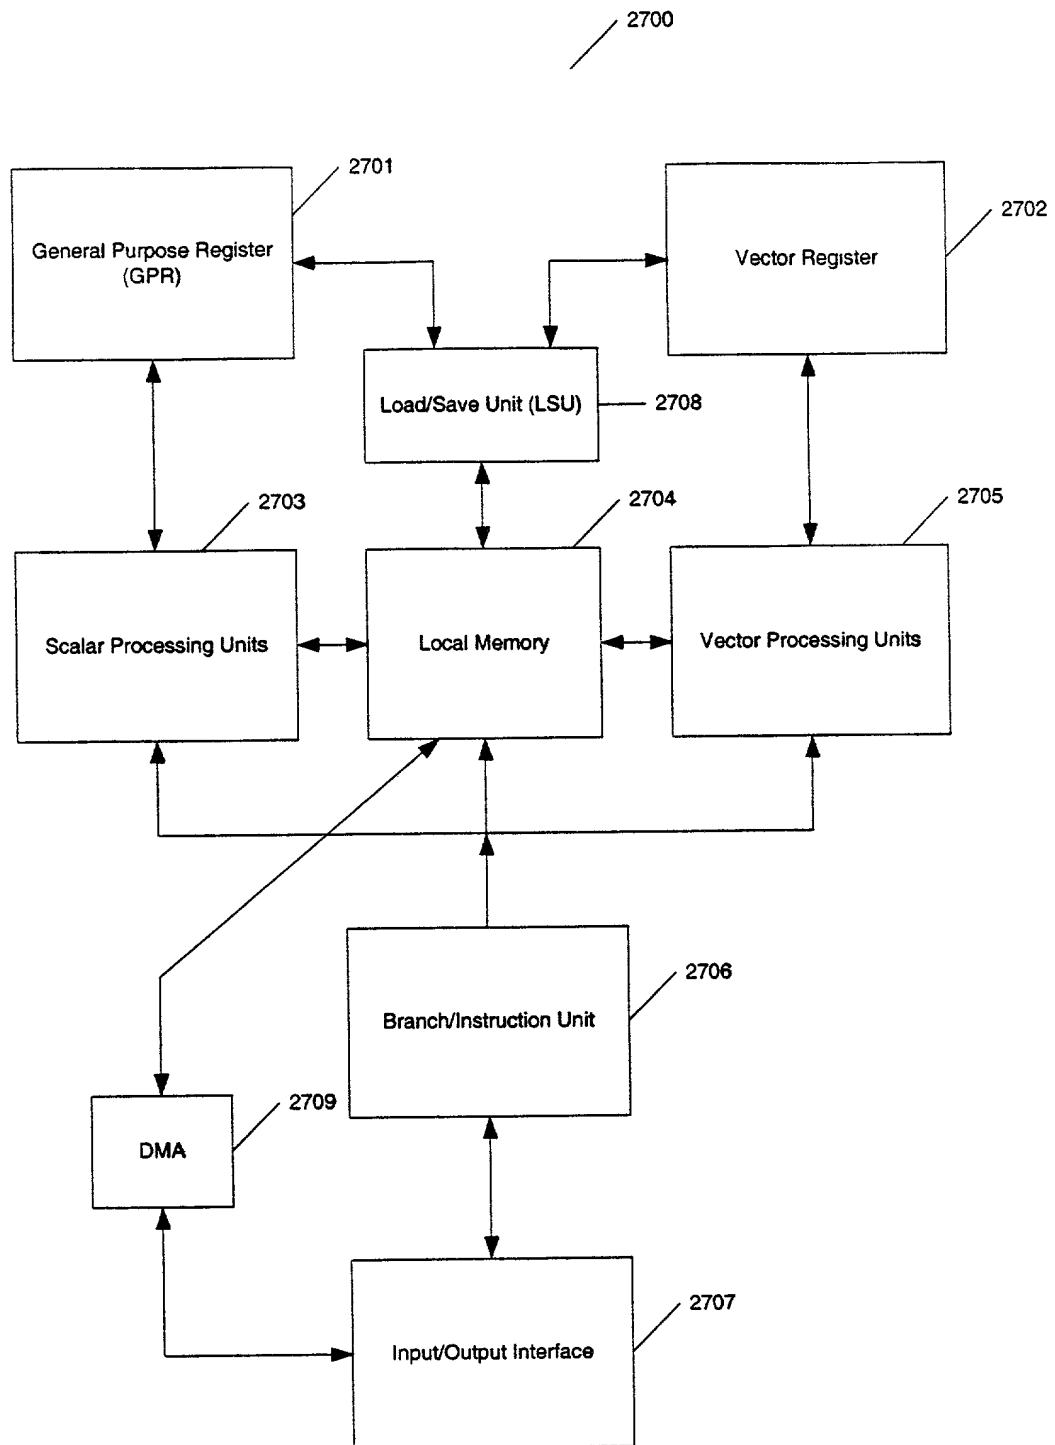 2700
2701
General Purpose Register
(GPR)
2702
Vector Register
Load/Save Unit (LSU)
2708
2703
2704
2705
Scalar Processing Units
Local Memory
Vector Processing Units
2706
Branch/Instruction Unit
2709
DMA
2707
Input/Output Interface